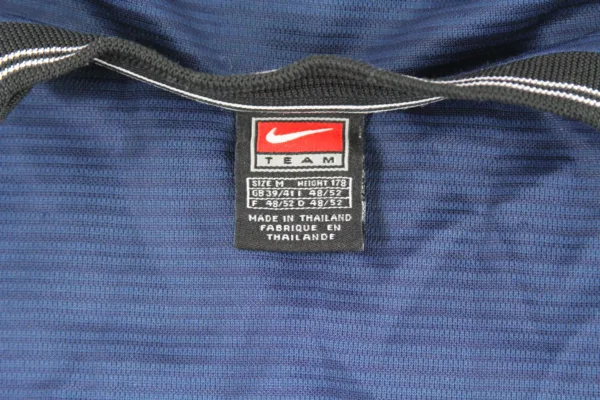 TEAM
SIZE M HEIGHT 178
GB 39/41 I 48/52
F 48/52 D 48/52
MADE IN THAILAND
FABRIQUE EN
THAILANDE